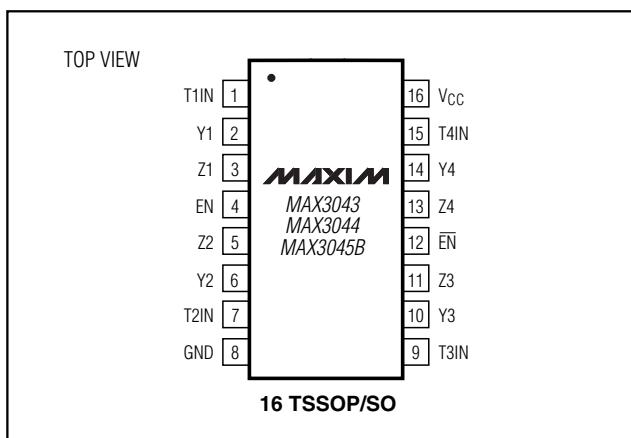 TOP VIEW
T1IN 1 16 VCC
Y1 2 15 T4IN
Z1 3 14 Y4
MAXIM
EN 4 13 Z4
MAX3043
MAX3044
MAX3045B
Z2 5 12 E̅N̅
Y2 6 11 Z3
T2IN 7 10 Y3
GND 8 9 T3IN
16 TSSOP/SO